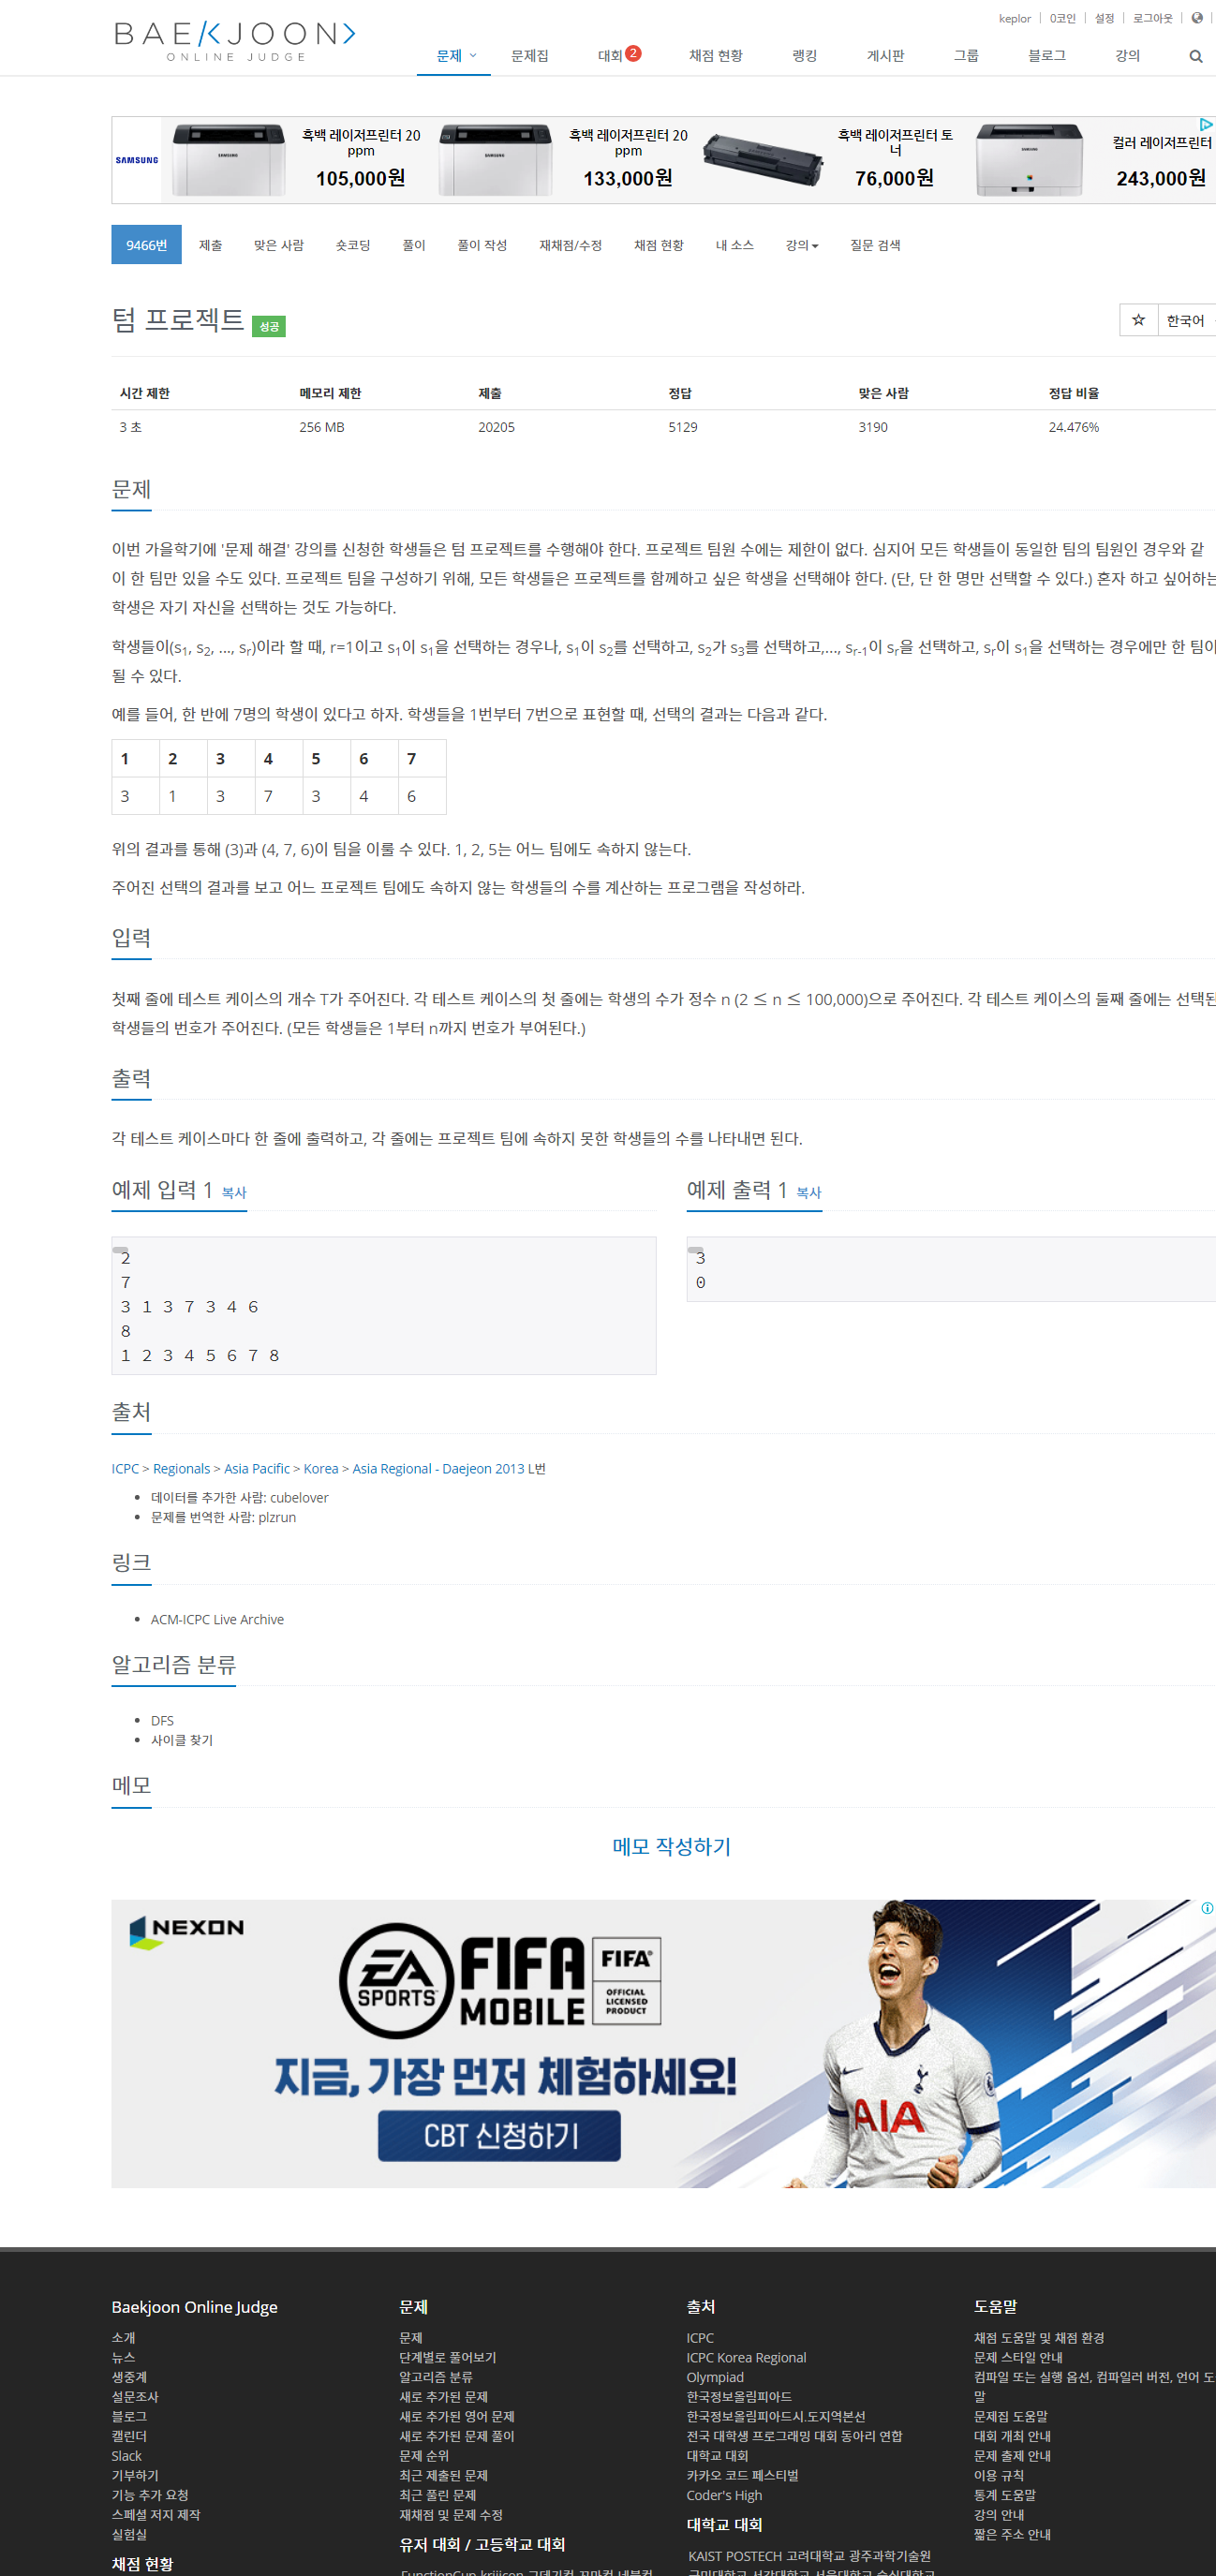 keplor 0코인 설정 로그아웃
BAEKJOON
ONLINE JUDGE
문제 문제집 대회 2 채점 현황 랭킹 게시판 그룹 블로그 강의
SAMSUNG
흑백 레이저프린터 20
ppm
105,000원
흑백 레이저프린터 20
ppm
133,000원
흑백 레이저프린터 토
너
76,000원
컬러 레이저프린터
243,000원
9466번 제출 맞은 사람 숏코딩 풀이 풀이 작성 재채점/수정 채점 현황 내 소스 강의 질문 검색
텀 프로젝트 성공
한국어
시간 제한 메모리 제한 제출 정답 맞은 사람 정답 비율
3 초 256 MB 20205 5129 3190 24.476%
문제
이번 가을학기에 '문제 해결' 강의를 신청한 학생들은 텀 프로젝트를 수행해야 한다. 프로젝트 팀원 수에는 제한이 없다. 심지어 모든 학생들이 동일한 팀의 팀원인 경우와 같
이 한 팀만 있을 수도 있다. 프로젝트 팀을 구성하기 위해, 모든 학생들은 프로젝트를 함께하고 싶은 학생을 선택해야 한다. (단, 단 한 명만 선택할 수 있다.) 혼자 하고 싶어하는
학생은 자기 자신을 선택하는 것도 가능하다.
학생들이(s1, s2, ..., sr)이라 할 때, r=1이고 s1이 s1을 선택하는 경우나, s1이 s2를 선택하고, s2가 s3를 선택하고,..., sr-1이 sr을 선택하고, sr이 s1을 선택하는 경우에만 한 팀이
될 수 있다.
예를 들어, 한 반에 7명의 학생이 있다고 하자. 학생들을 1번부터 7번으로 표현할 때, 선택의 결과는 다음과 같다.
1 2 3 4 5 6 7
3 1 3 7 3 4 6
위의 결과를 통해 (3)과 (4, 7, 6)이 팀을 이룰 수 있다. 1, 2, 5는 어느 팀에도 속하지 않는다.
주어진 선택의 결과를 보고 어느 프로젝트 팀에도 속하지 않는 학생들의 수를 계산하는 프로그램을 작성하라.
입력
첫째 줄에 테스트 케이스의 개수 T가 주어진다. 각 테스트 케이스의 첫 줄에는 학생의 수가 정수 n (2 ≤ n ≤ 100,000)으로 주어진다. 각 테스트 케이스의 둘째 줄에는 선택된
학생들의 번호가 주어진다. (모든 학생들은 1부터 n까지 번호가 부여된다.)
출력
각 테스트 케이스마다 한 줄에 출력하고, 각 줄에는 프로젝트 팀에 속하지 못한 학생들의 수를 나타내면 된다.
예제 입력 1 복사
2
7
3 1 3 7 3 4 6
8
1 2 3 4 5 6 7 8
예제 출력 1 복사
3
0
출처
ICPC > Regionals > Asia Pacific > Korea > Asia Regional - Daejeon 2013 L번
데이터를 추가한 사람: cubelover
문제를 번역한 사람: plzrun
링크
ACM-ICPC Live Archive
알고리즘 분류
DFS
사이클 찾기
메모
메모 작성하기
NEXON
EA SPORTS
FIFA
MOBILE
FIFA
OFFICIAL
LICENSED
PRODUCT
지금, 가장 먼저 체험하세요!
CBT 신청하기
AIA
Baekjoon Online Judge
소개
뉴스
생중계
설문조사
블로그
캘린더
Slack
기부하기
기능 추가 요청
스페셜 저지 제작
실험실
채점 현황
문제
문제
단계별로 풀어보기
알고리즘 분류
새로 추가된 문제
새로 추가된 영어 문제
새로 추가된 문제 풀이
문제 순위
최근 제출된 문제
최근 풀린 문제
재채점 및 문제 수정
유저 대회 / 고등학교 대회
출처
ICPC
ICPC Korea Regional
Olympiad
한국정보올림피아드
한국정보올림피아드시.도지역본선
전국 대학생 프로그래밍 대회 동아리 연합
대학교 대회
카카오 코드 페스티벌
Coder's High
대학교 대회
KAIST POSTECH 고려대학교 광주과학기술원
도움말
채점 도움말 및 채점 환경
문제 스타일 안내
컴파일 또는 실행 옵션, 컴파일러 버전, 언어 도
말
문제집 도움말
대회 개최 안내
문제 출제 안내
이용 규칙
통계 도움말
강의 안내
짧은 주소 안내